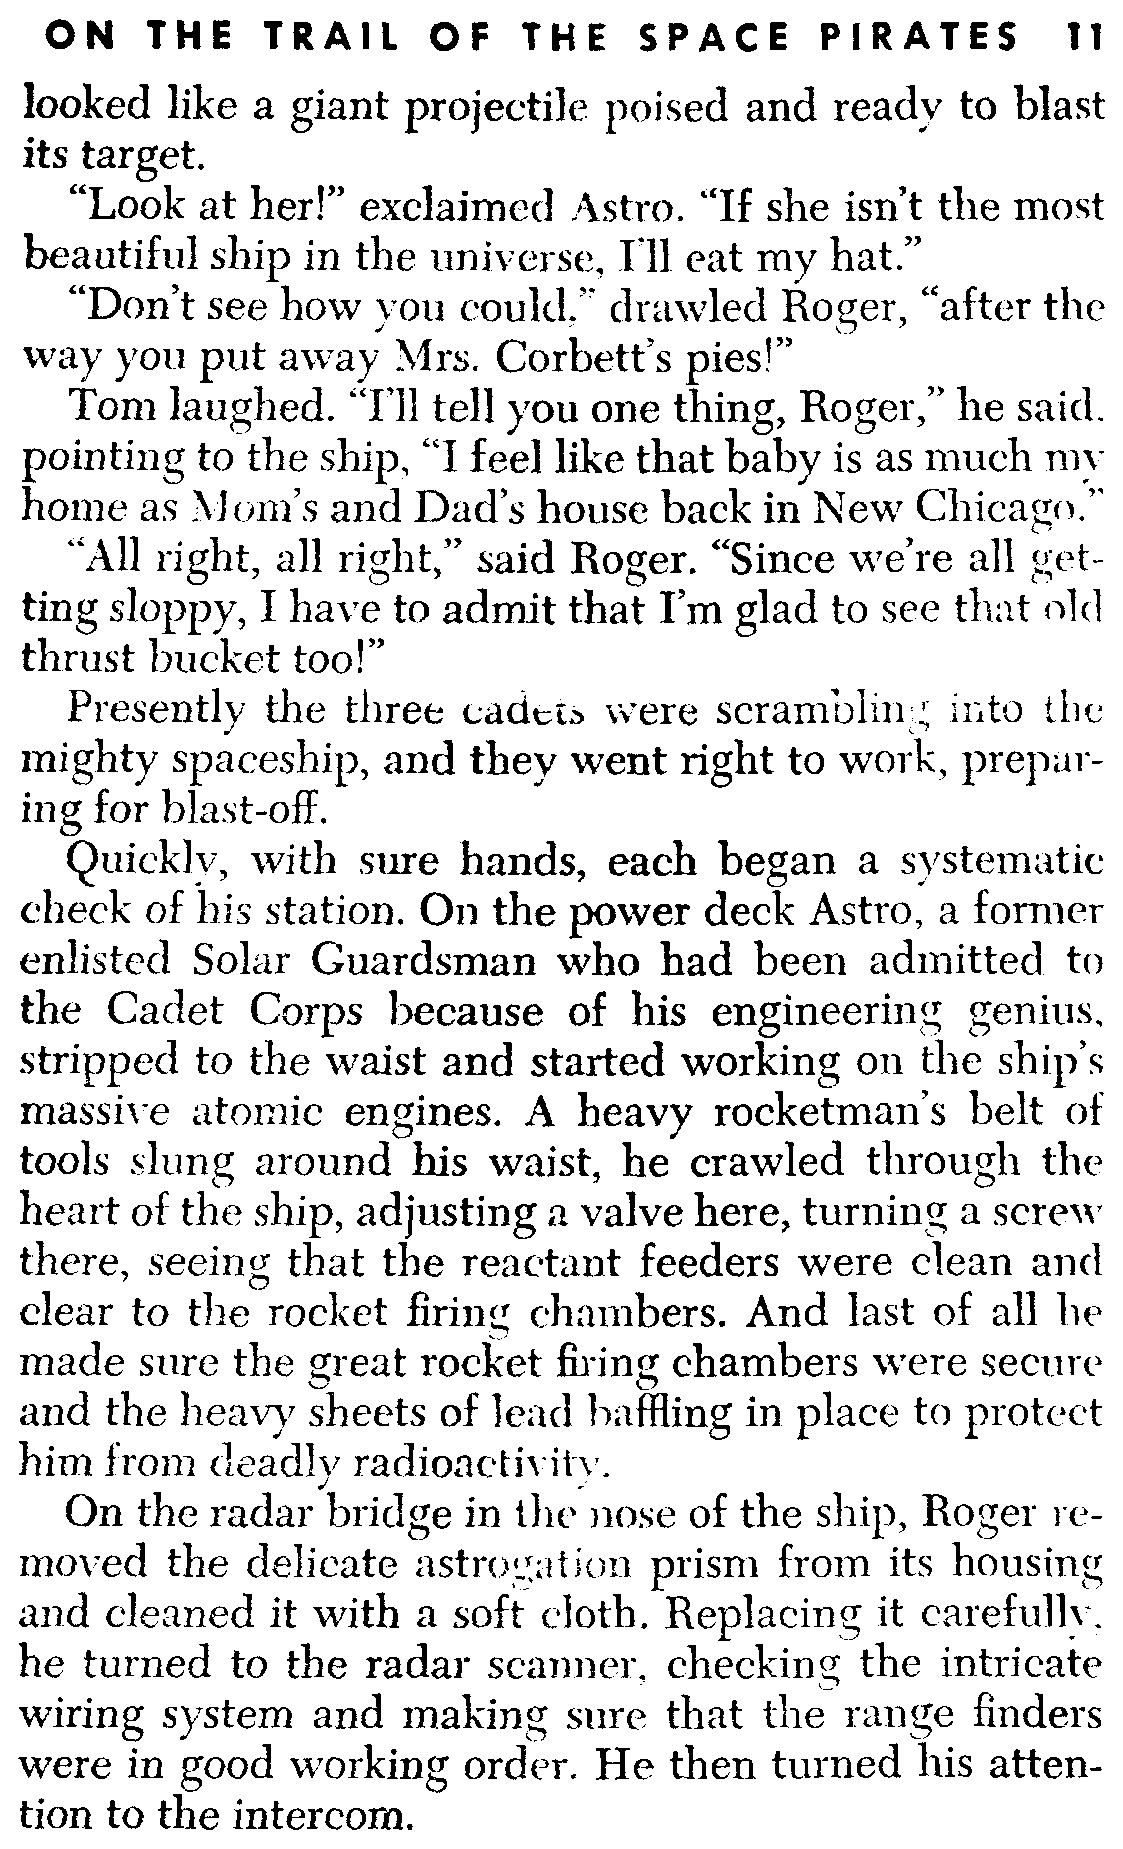 ON THE TRAIL OF THE SPACE PIRATES 11
looked like a giant projectile poised and ready to blast
its target.
“Look at her!” exclaimed Astro. “If she isn’t the most
beautiful ship in the universe, I’ll eat my hat.”
“Don’t see how you could,” drawled Roger, “after the
way you put away Mrs. Corbett’s pies!”
Tom laughed. “I’ll tell you one thing, Roger,” he said,
pointing to the ship, “I feel like that baby is as much my
home as Mom’s and Dad’s house back in New Chicago.”
“All right, all right,” said Roger. “Since we’re all get-
ting sloppy, I have to admit that I’m glad to see that old
thrust bucket too!”
Presently the three cadets were scrambling into the
mighty spaceship, and they went right to work, prepar-
ing for blast-off.
Quickly, with sure hands, each began a systematic
check of his station. On the power deck Astro, a former
enlisted Solar Guardsman who had been admitted to
the Cadet Corps because of his engineering genius,
stripped to the waist and started working on the ship’s
massive atomic engines. A heavy rocketman’s belt of
tools slung around his waist, he crawled through the
heart of the ship, adjusting a valve here, turning a screw
there, seeing that the reactant feeders were clean and
clear to the rocket firing chambers. And last of all he
made sure the great rocket firing chambers were secure
and the heavy sheets of lead baffling in place to protect
him from deadly radioactivity.
On the radar bridge in the nose of the ship, Roger re-
moved the delicate astrogation prism from its housing
and cleaned it with a soft cloth. Replacing it carefully,
he turned to the radar scanner, checking the intricate
wiring system and making sure that the range finders
were in good working order. He then turned his atten-
tion to the intercom.